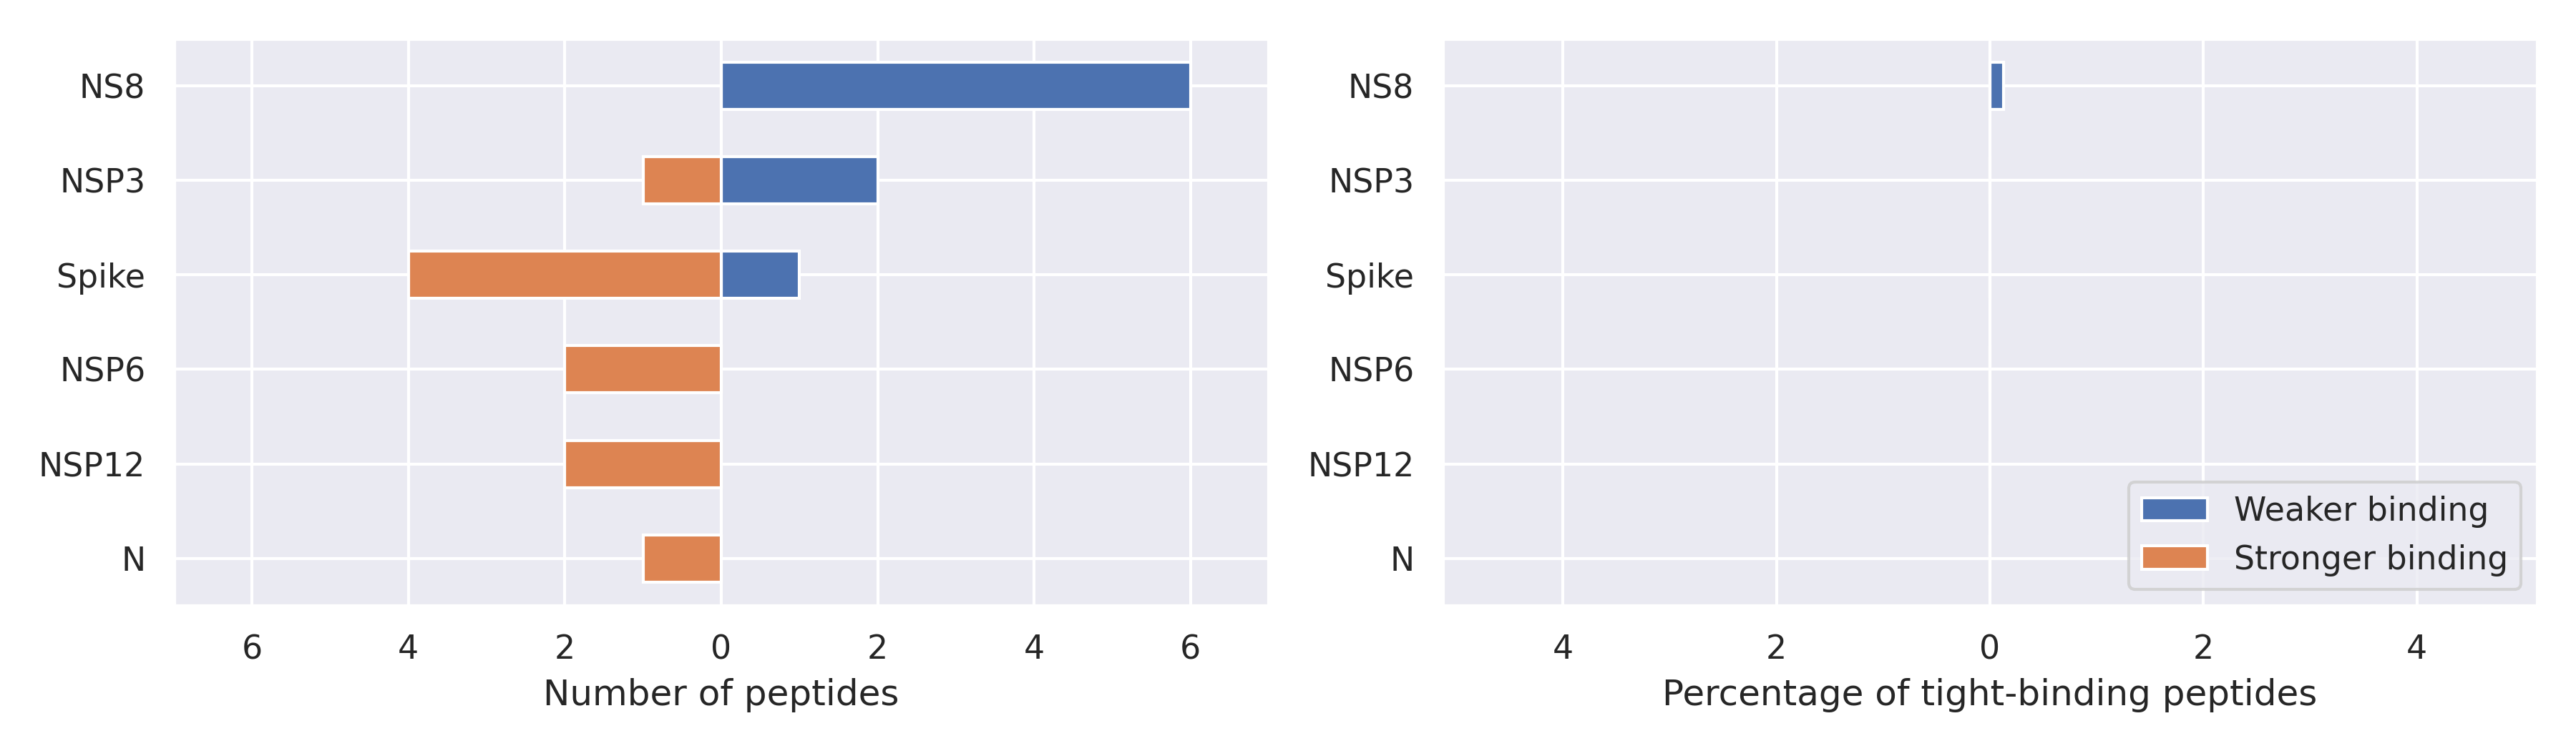 NS8
NSP3
Spike
NSP6
NSP12
N
6 4 2 0 2 4 6
Number of peptides
NS8
NSP3
Spike
NSP6
NSP12
N
4 2 0 2 4
Percentage of tight-binding peptides
Weaker binding
Stronger binding